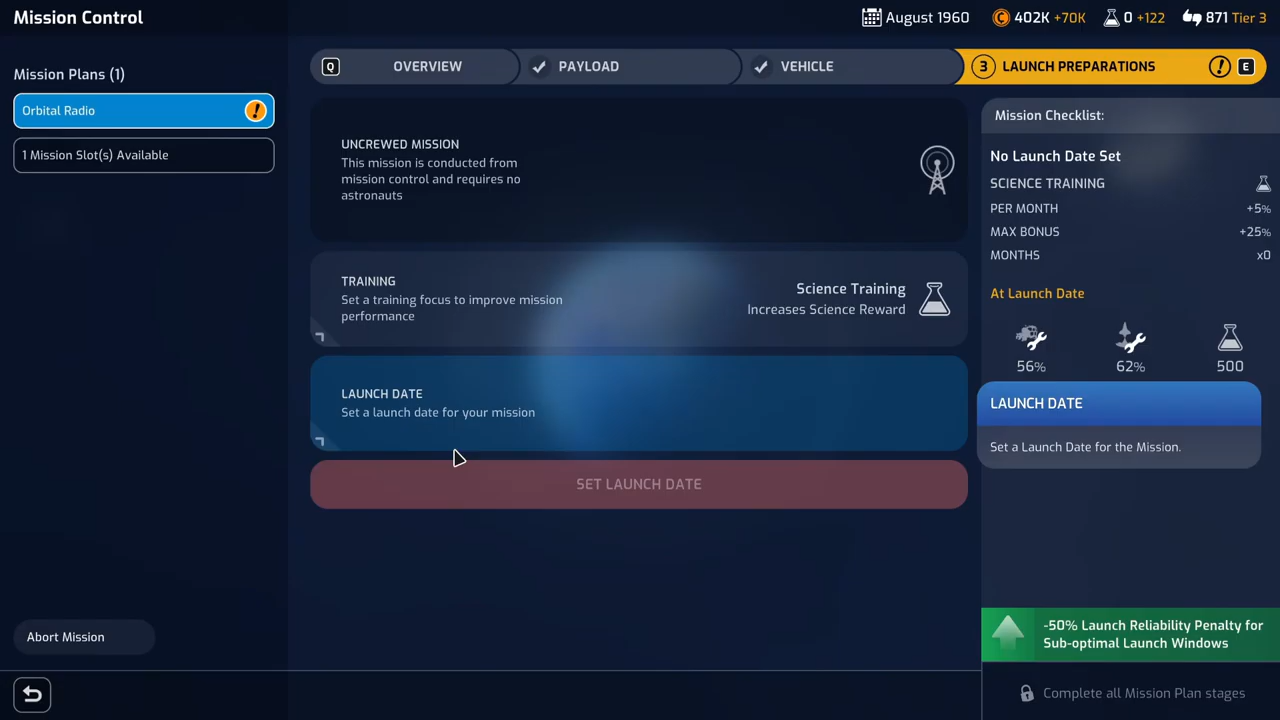 Mission Control
August 1960
402K +70K
0 +122
871 Tier 3
Mission Plans (1)
Orbital Radio
1 Mission Slot(s) Available
Abort Mission
Q
OVERVIEW
PAYLOAD
VEHICLE
3 LAUNCH PREPARATIONS
E
UNCREWED MISSION
This mission is conducted from
mission control and requires no
astronauts
TRAINING
Set a training focus to improve mission
performance
Science Training
Increases Science Reward
LAUNCH DATE
Set a launch date for your mission
SET LAUNCH DATE
Mission Checklist:
No Launch Date Set
SCIENCE TRAINING
PER MONTH +5%
MAX BONUS +25%
MONTHS x0
At Launch Date
56% 62% 500
LAUNCH DATE
Set a Launch Date for the Mission.
-50% Launch Reliability Penalty for
Sub-optimal Launch Windows
Complete all Mission Plan stages